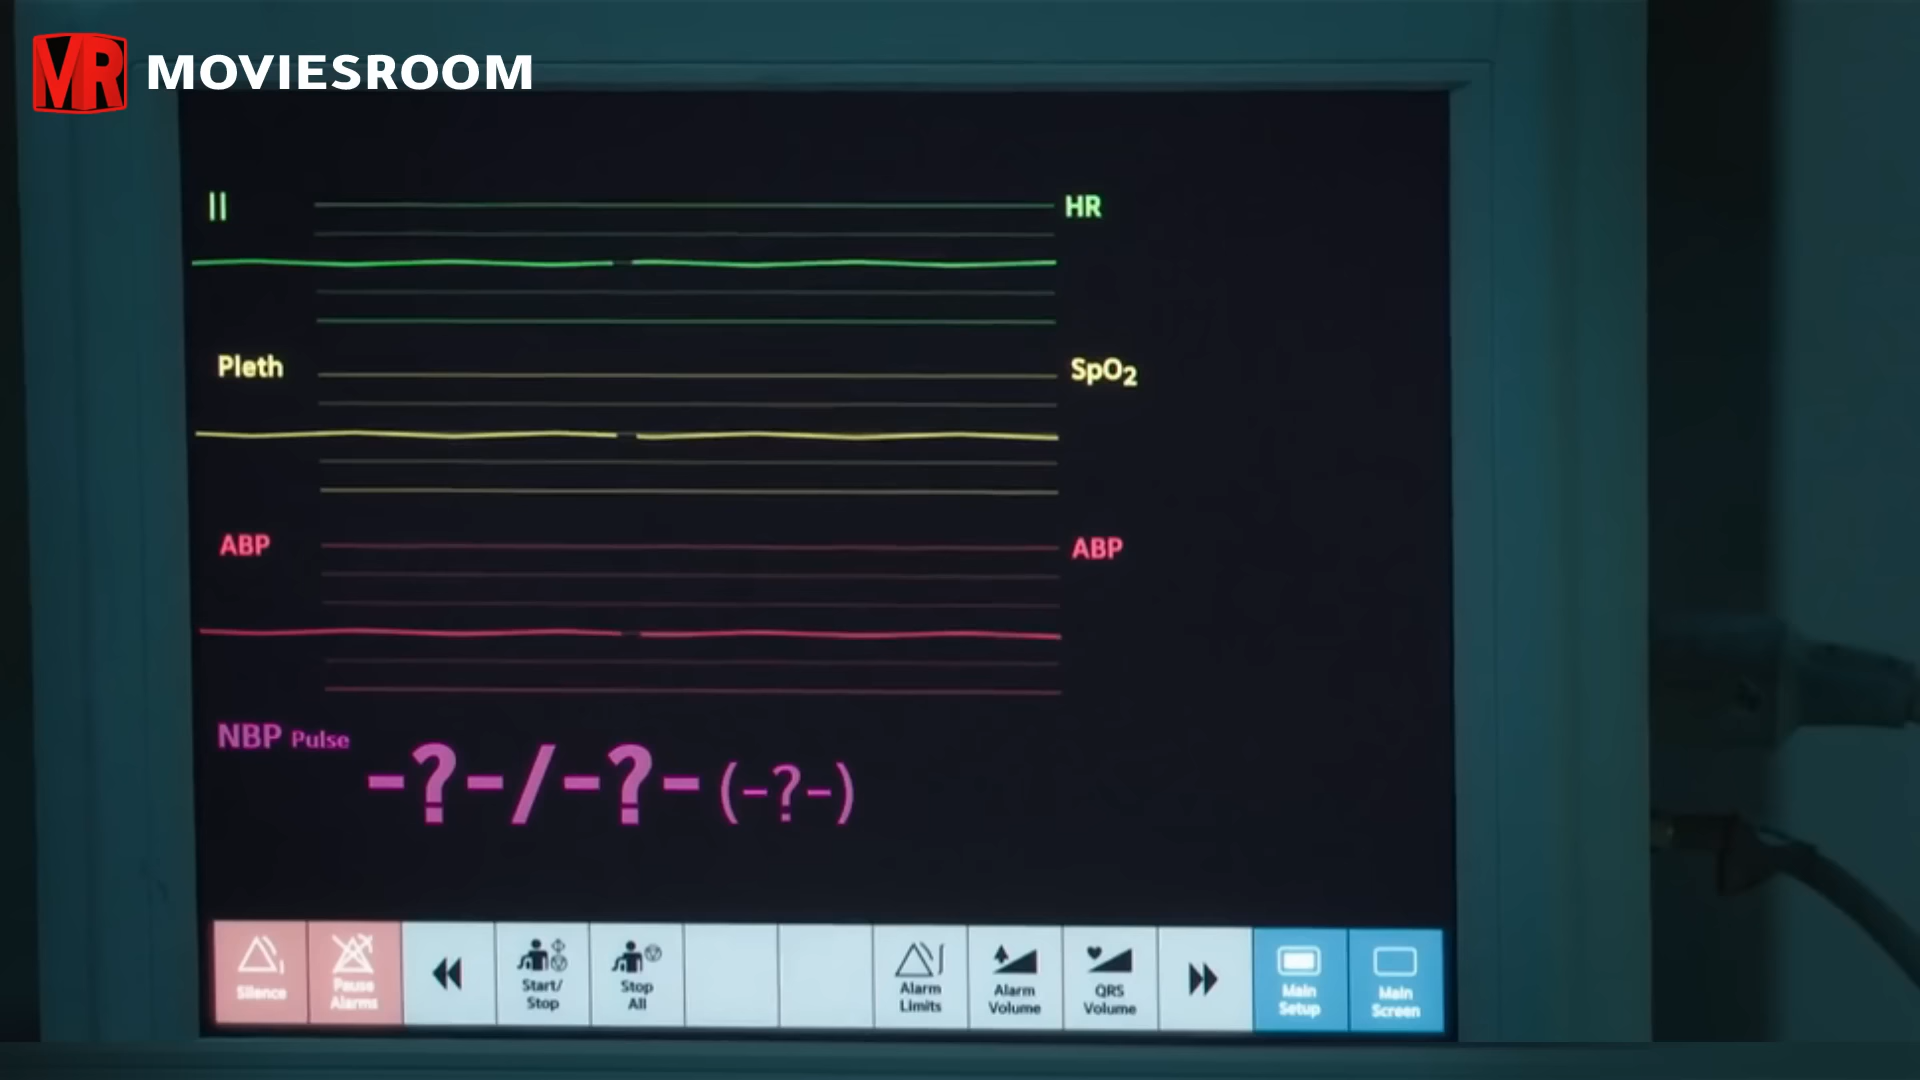 VR MOVIESROOM
II
HR
Pleth
SpO2
ABP
ABP
NBP Pulse
-?-/-?- (-?-)
Silence
Pause
Alarms
Start/
Stop
Stop
All
Alarm
Limits
Alarm
Volume
QRS
Volume
Main
Setup
Main
Screen